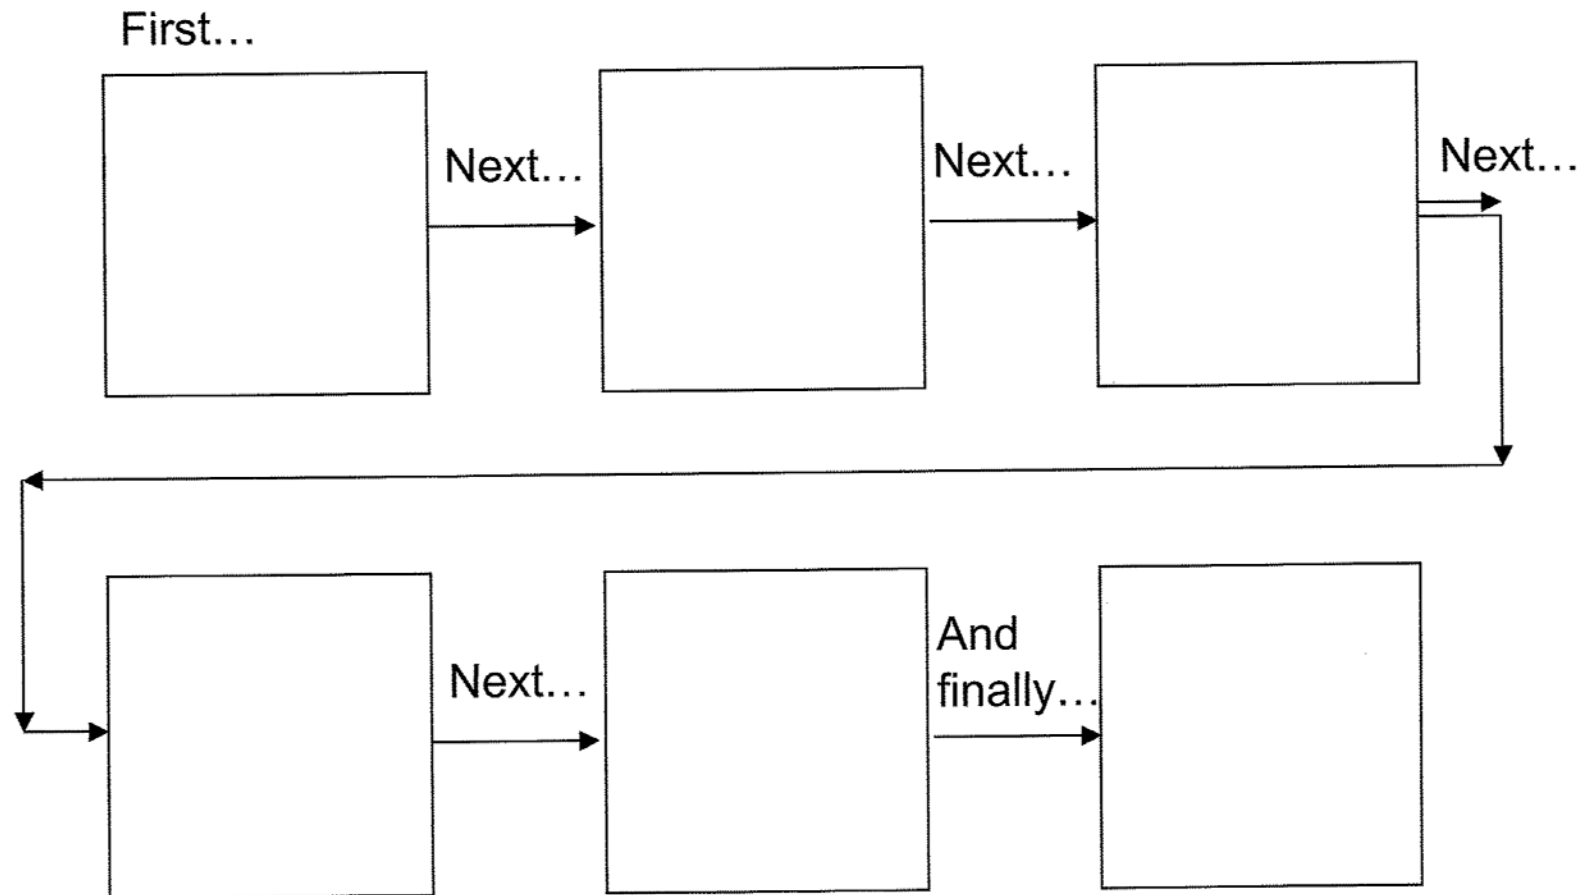 First…
Next…
Next…
Next…
Next…
And
finally…